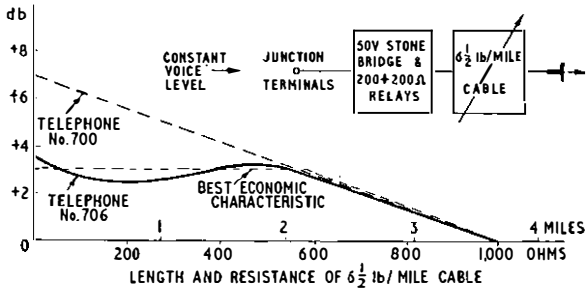 db
+8
+6
+4
+2
0
CONSTANT
VOICE
LEVEL
JUNCTION
TERMINALS
50V STONE
BRIDGE &
200+200Ω
RELAYS
6½ lb/MILE
CABLE
TELEPHONE
No.700
TELEPHONE
No.706
BEST ECONOMIC
CHARACTERISTIC
1 2 3 4 MILES
200 400 600 800 1,000 OHMS
LENGTH AND RESISTANCE OF 6½ lb/MILE CABLE